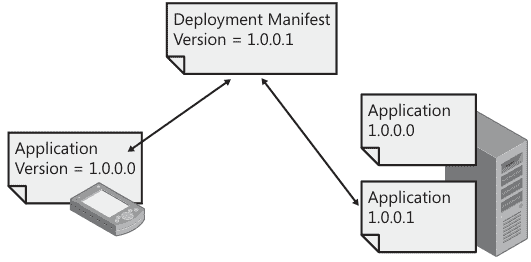 Deployment Manifest
Version = 1.0.0.1
Application
1.0.0.0
Application
Version = 1.0.0.0
Application
1.0.0.1